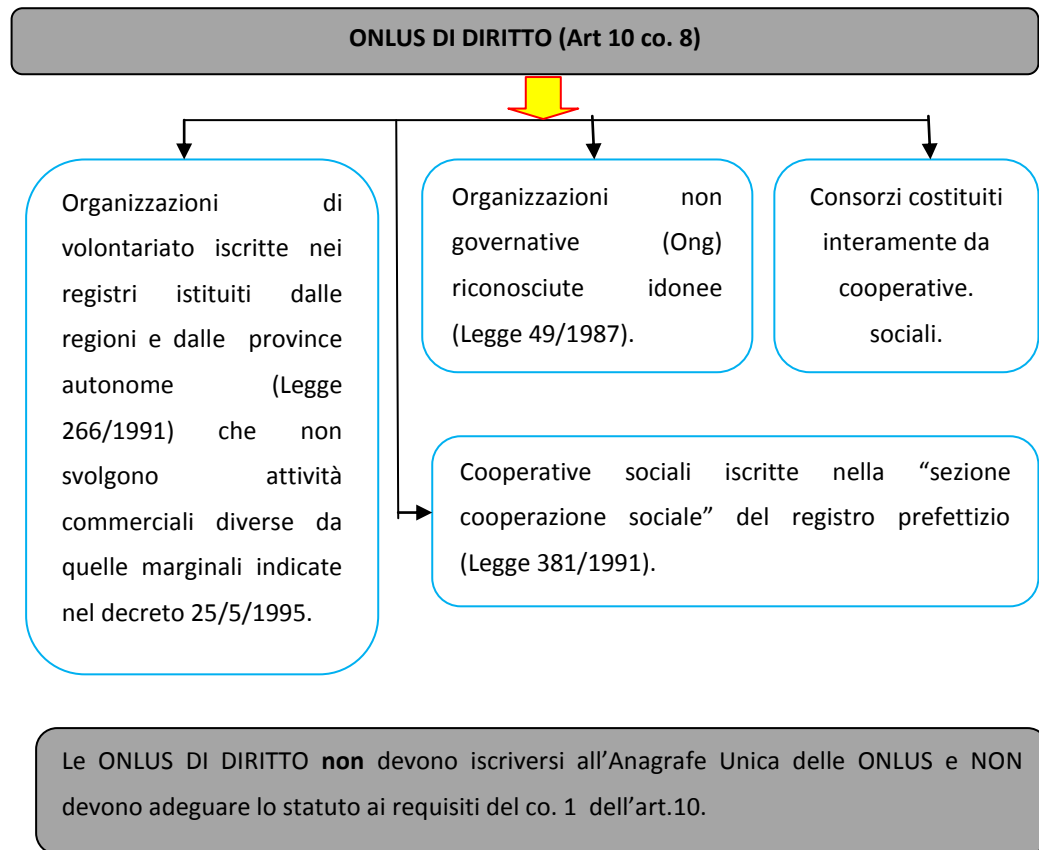 ONLUS DI DIRITTO (Art 10 co. 8)
Organizzazioni di
volontariato iscritte nei
registri istituiti dalle
regioni e dalle province
autonome (Legge
266/1991) che non
svolgono attività
commerciali diverse da
quelle marginali indicate
nel decreto 25/5/1995.
Organizzazioni non
governative (Ong)
riconosciute idonee
(Legge 49/1987).
Consorzi costituiti
interamente da
cooperative.
sociali.
Cooperative sociali iscritte nella “sezione
cooperazione sociale” del registro prefettizio
(Legge 381/1991).
Le ONLUS DI DIRITTO non devono iscriversi all’Anagrafe Unica delle ONLUS e NON
devono adeguare lo statuto ai requisiti del co. 1 dell’art.10.